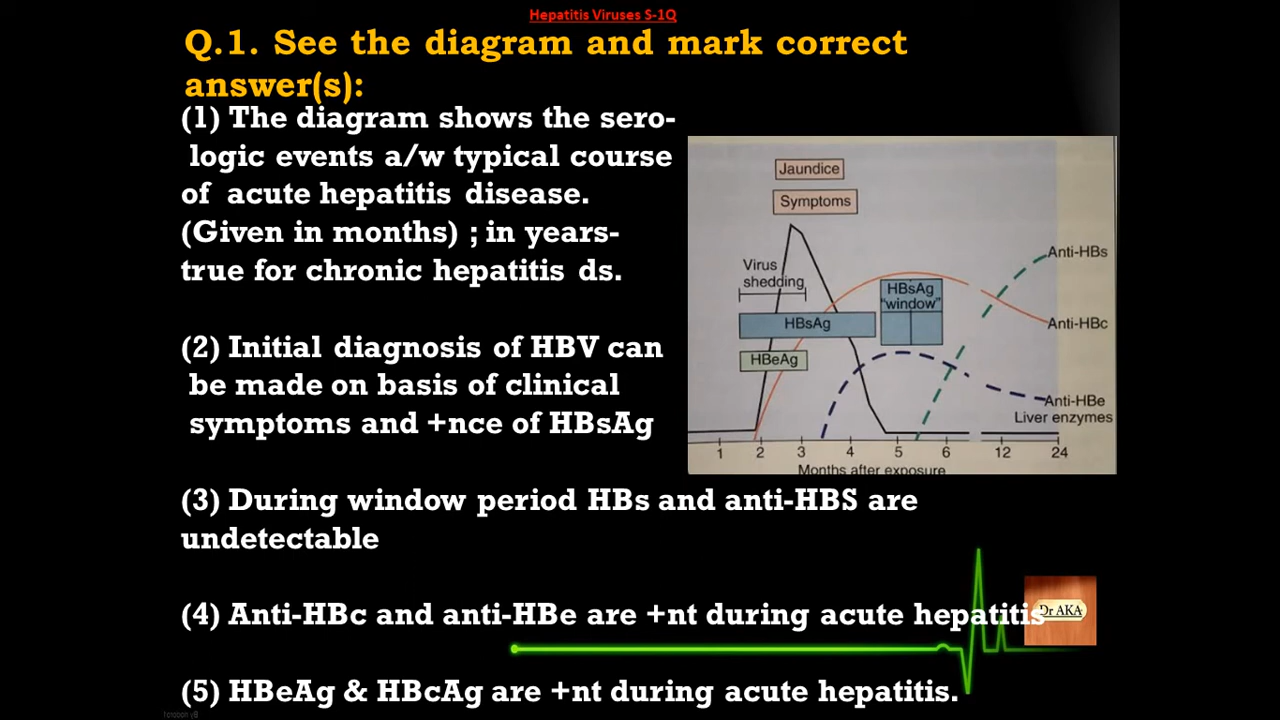 Hepatitis Viruses S-1Q
Q.1. See the diagram and mark correct
answer(s):
(1) The diagram shows the sero-
logic events a/w typical course
of acute hepatitis disease.
(Given in months) ; in years-
true for chronic hepatitis ds.
(2) Initial diagnosis of HBV can
be made on basis of clinical
symptoms and +nce of HBsAg
(3) During window period HBs and anti-HBS are
undetectable
(4) Anti-HBc and anti-HBe are +nt during acute hepatitis
(5) HBeAg & HBcAg are +nt during acute hepatitis.
Jaundice
Symptoms
Virus
shedding
HBsAg
"window"
HBsAg
HBeAg
Anti-HBs
Anti-HBc
Anti-HBe
Liver enzymes
1 2 3 4 5 6 12 24
Months after exposure
Dr AKA